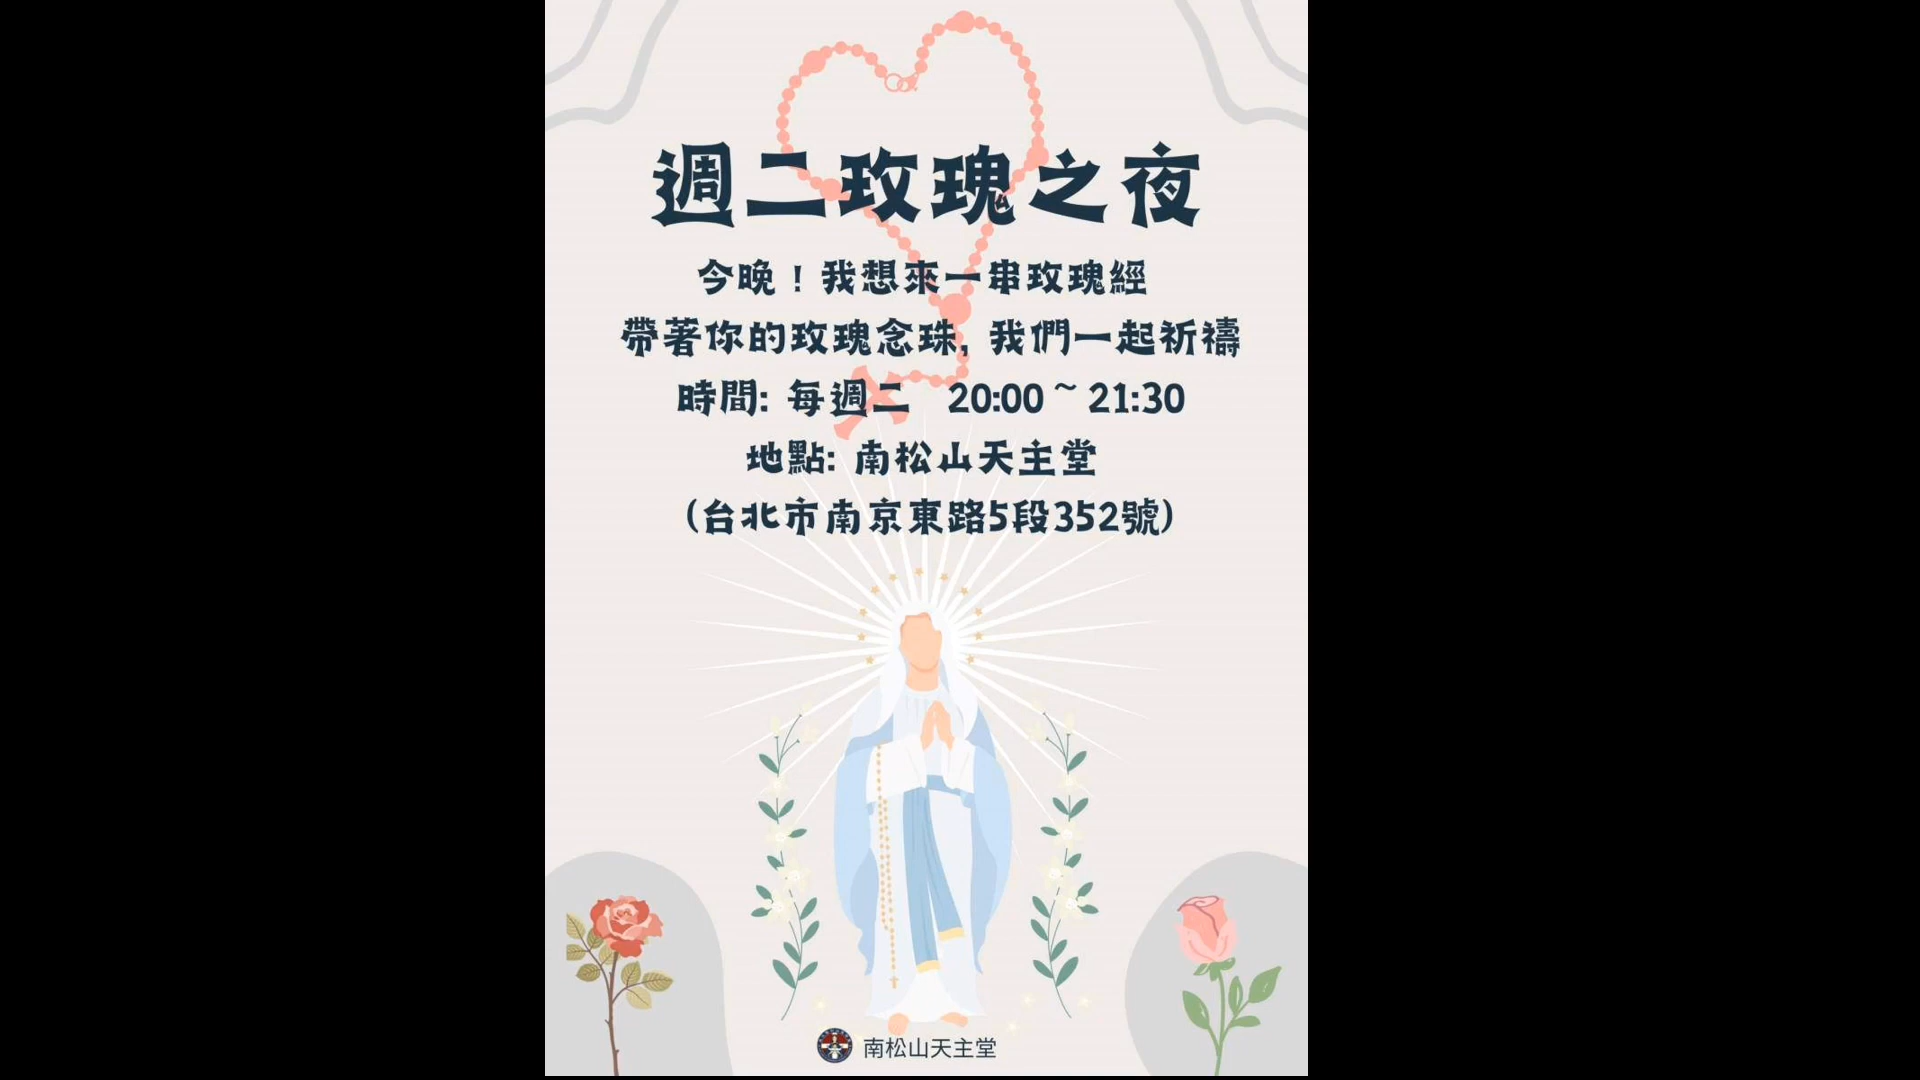 週二玫瑰之夜
今晚！我想來一串玫瑰經
帶著你的玫瑰念珠, 我們一起祈禱
時間: 每週二 20:00 ~ 21:30
地點: 南松山天主堂
(台北市南京東路5段352號)
南松山天主堂